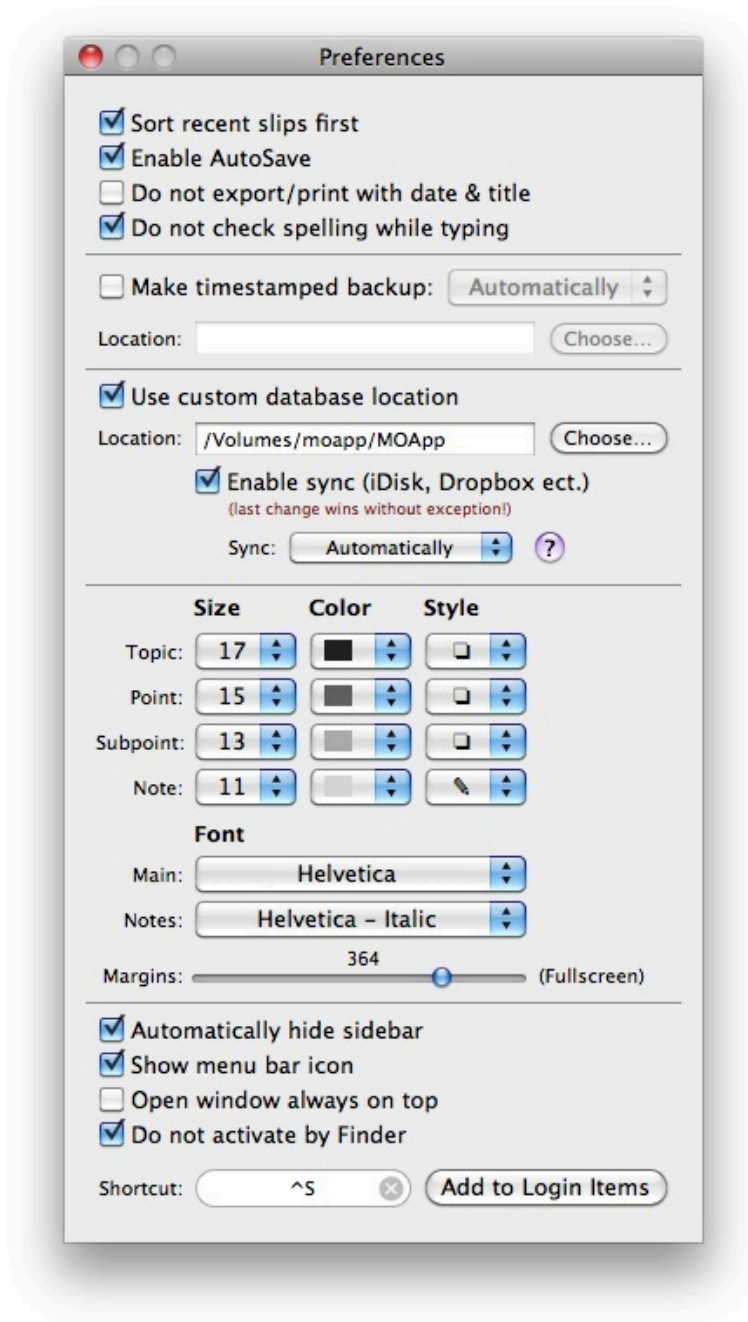 Preferences
Sort recent slips first
Enable AutoSave
Do not export/print with date & title
Do not check spelling while typing
Make timestamped backup: Automatically
Location: Choose...
Use custom database location
Location: /Volumes/moapp/MOApp Choose...
Enable sync (iDisk, Dropbox ect.)
(last change wins without exception!)
Sync: Automatically ?
Size Color Style
Topic: 17
Point: 15
Subpoint: 13
Note: 11
Font
Main: Helvetica
Notes: Helvetica – Italic
364
Margins: (Fullscreen)
Automatically hide sidebar
Show menu bar icon
Open window always on top
Do not activate by Finder
Shortcut: ^S Add to Login Items